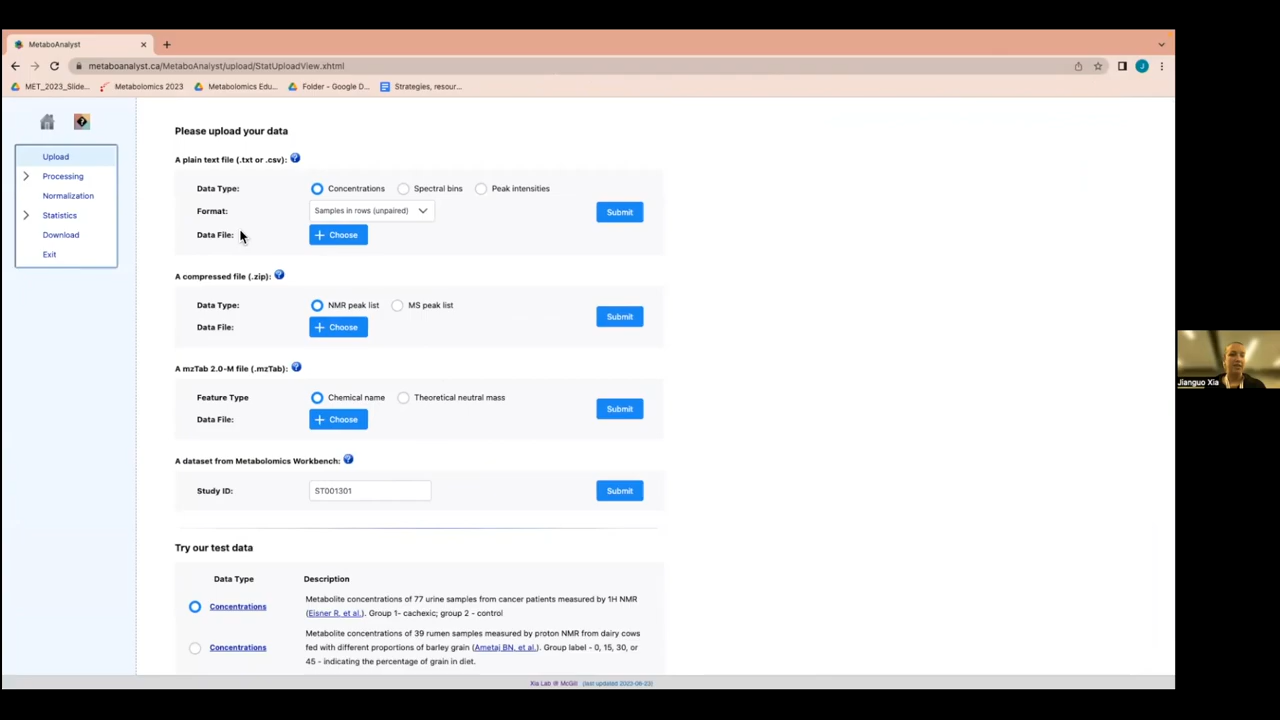 MetaboAnalyst
metaboanalyst.ca/MetaboAnalyst/upload/StatUploadView.xhtml
J
MET_2023_Slide... Metabolomics 2023 Metabolomics Edu... Folder - Google D... Strategies, resour...
Upload
Processing
Normalization
Statistics
Download
Exit
Please upload your data
A plain text file (.txt or .csv): ?
Data Type: Concentrations Spectral bins Peak intensities
Format: Samples in rows (unpaired) Submit
Data File: + Choose
A compressed file (.zip): ?
Data Type: NMR peak list MS peak list Submit
Data File: + Choose
A mzTab 2.0-M file (.mzTab): ?
Feature Type Chemical name Theoretical neutral mass Submit
Data File: + Choose
A dataset from Metabolomics Workbench: ?
Study ID: ST001301 Submit
Try our test data
Data Type Description
Concentrations
Metabolite concentrations of 77 urine samples from cancer patients measured by 1H NMR
(Eisner R, et al.). Group 1- cachexic; group 2 - control
Concentrations
Metabolite concentrations of 39 rumen samples measured by proton NMR from dairy cows
fed with different proportions of barley grain (Ametaj BN, et al.). Group label - 0, 15, 30, or
45 - indicating the percentage of grain in diet.
Xia Lab @ McGill (last updated 2023-06-23)
Jianguo Xia